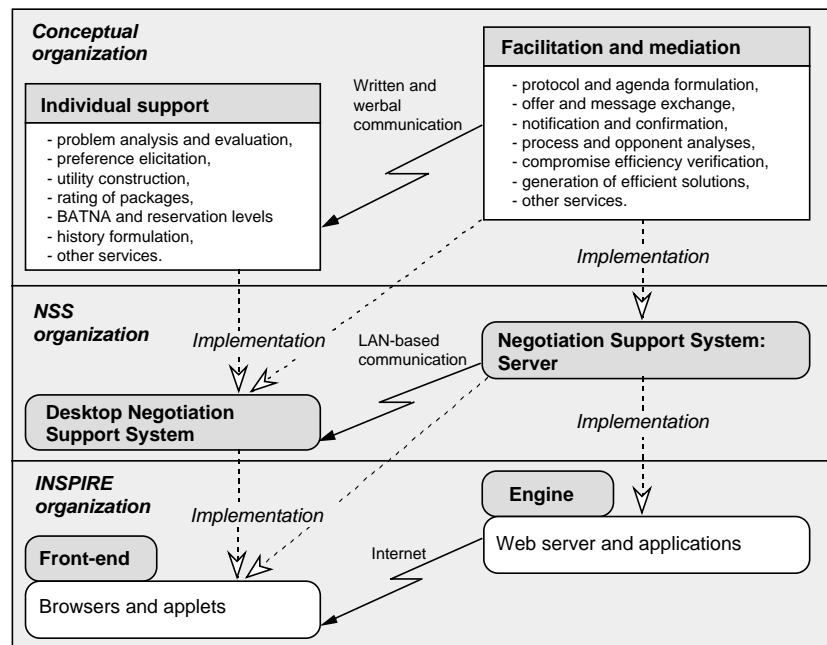 Conceptual
organization
Facilitation and mediation
- protocol and agenda formulation,
- offer and message exchange,
- notification and confirmation,
- process and opponent analyses,
- compromise efficiency verification,
- generation of efficient solutions,
- other services.
Written and
werbal
communication
Individual support
- problem analysis and evaluation,
- preference elicitation,
- utility construction,
- rating of packages,
- BATNA and reservation levels
- history formulation,
- other services.
Implementation
NSS
organization
Implementation
LAN-based
communication
Negotiation Support System:
Server
Desktop Negotiation
Support System
Implementation
INSPIRE
organization
Implementation
Engine
Web server and applications
Front-end
Internet
Browsers and applets